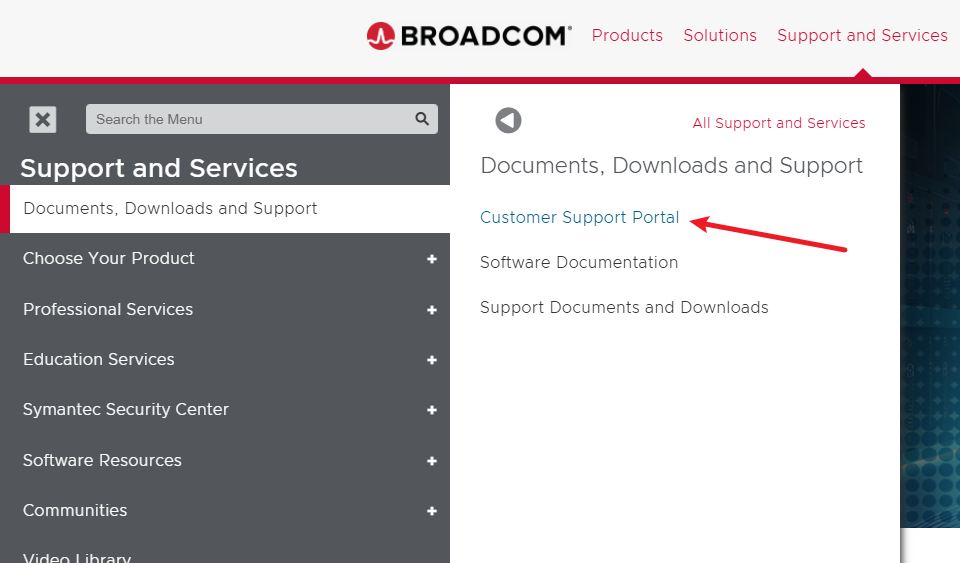 BROADCOM
Products Solutions Support and Services
Search the Menu
Support and Services
Documents, Downloads and Support
Choose Your Product +
Professional Services +
Education Services +
Symantec Security Center +
Software Resources +
Communities +
Video Library
All Support and Services
Documents, Downloads and Support
Customer Support Portal
Software Documentation
Support Documents and Downloads